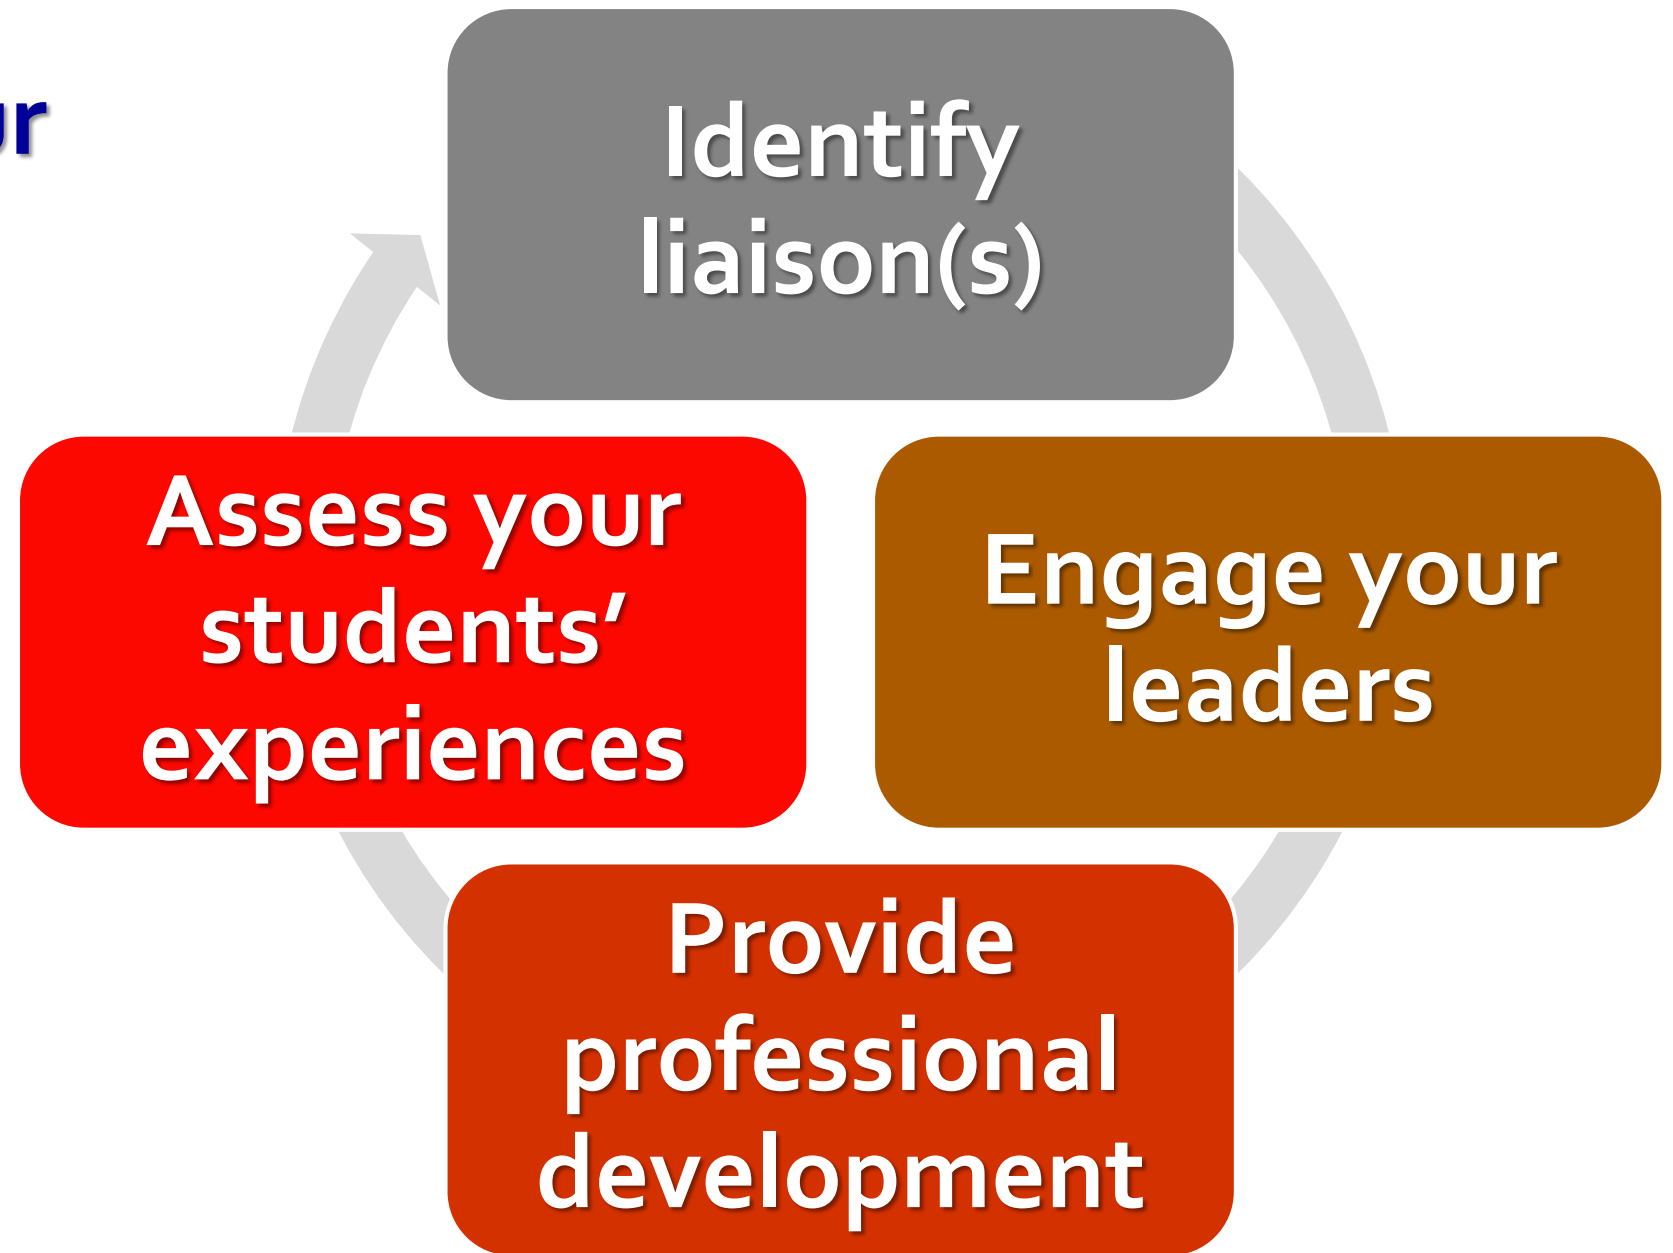 Identify
liaison(s)
Engage your
leaders
Provide
professional
development
Assess your
students’
experiences